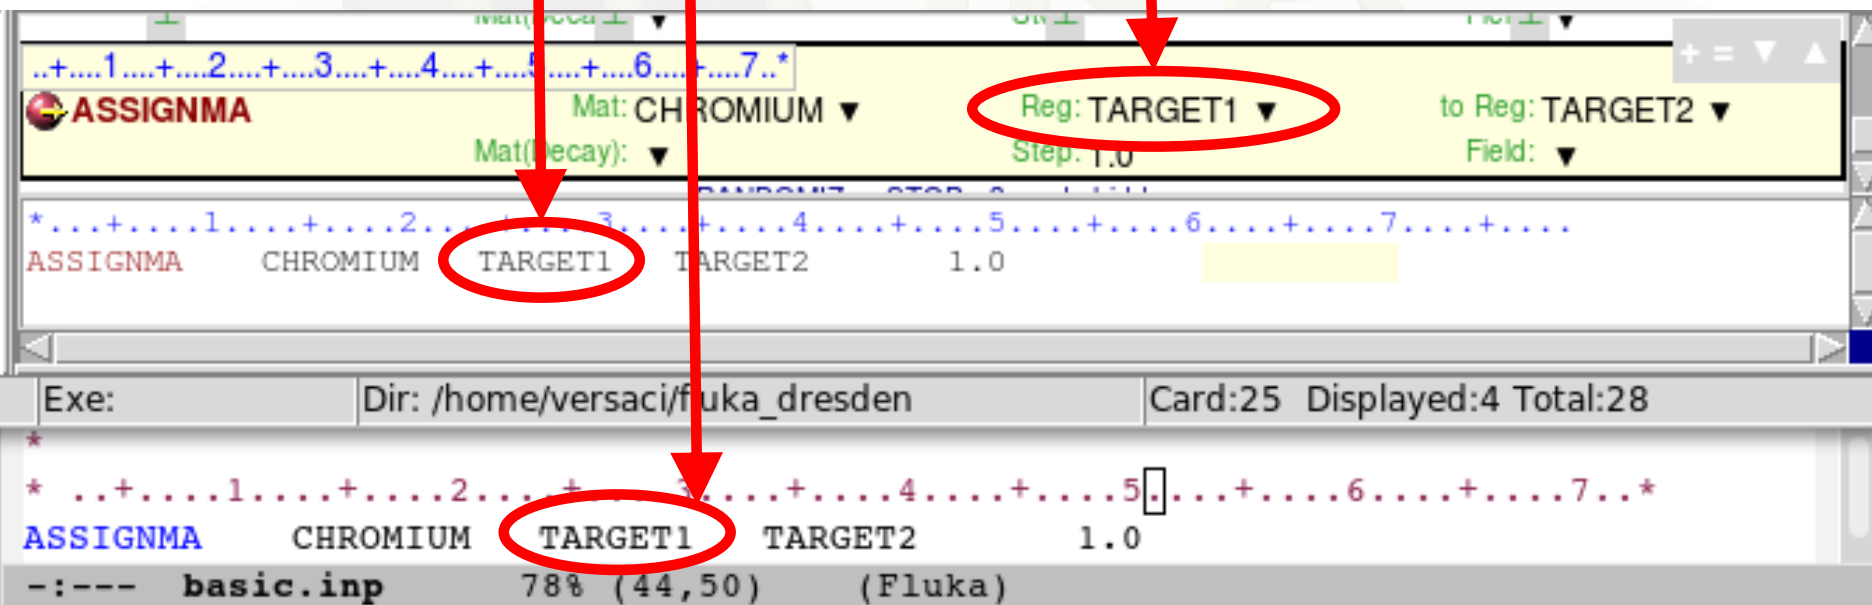 ..+....1....+....2....+....3....+....4....+....5....+....6....+....7..*
ASSIGNMA Mat: CHROMIUM ▼ Reg: TARGET1 ▼ to Reg: TARGET2 ▼
Mat(Decay): ▼ Step: 1.0 Field: ▼
*...+....1....+....2....+....3....+....4....+....5....+....6....+....7....+....
ASSIGNMA CHROMIUM TARGET1 TARGET2 1.0
Exe: Dir: /home/versaci/fluka_dresden Card:25 Displayed:4 Total:28
*
* ..+....1....+....2....+....3....+....4....+....5....+....6....+....7..*
ASSIGNMA CHROMIUM TARGET1 TARGET2 1.0
-:--- basic.inp 78% (44,50) (Fluka)